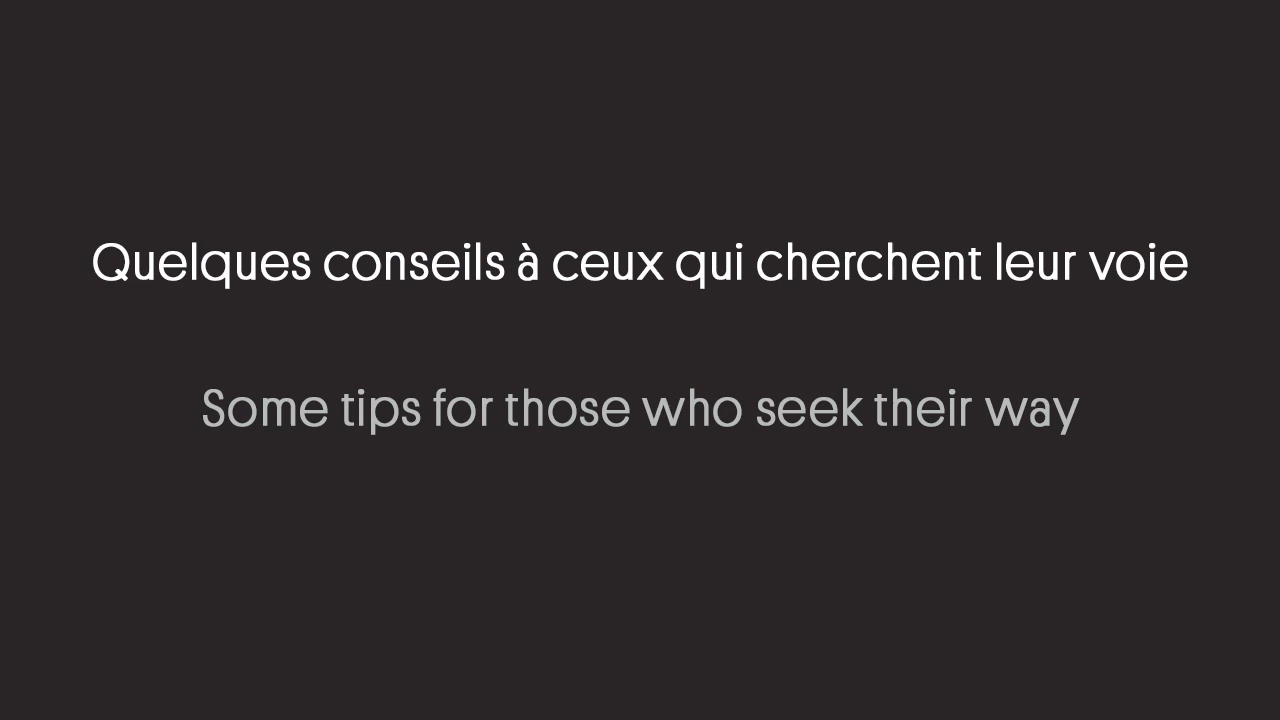 Quelques conseils à ceux qui cherchent leur voie
Some tips for those who seek their way